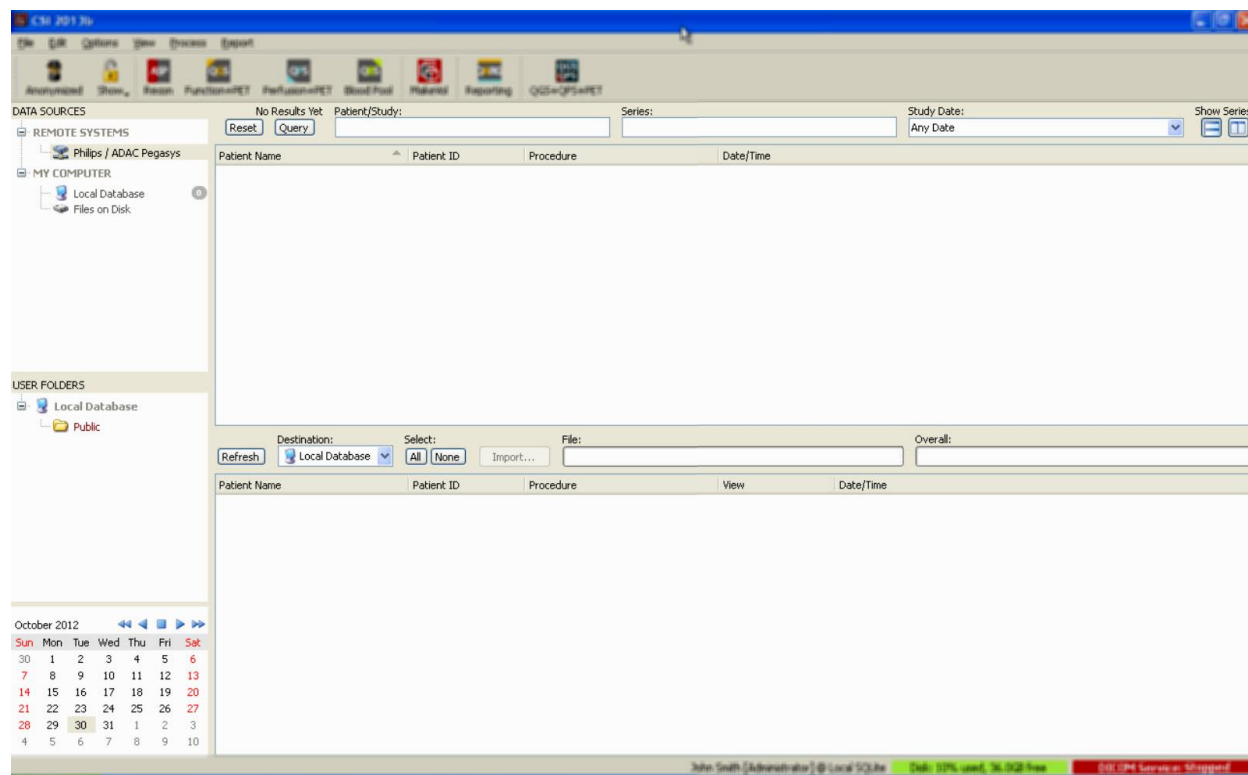 CSI 2013b
File Edit Options View Process Export
Anonymized Show Recon Function+PET Perfusion+PET Blood Pool Material Reporting QGS+QPS+PET
DATA SOURCES
REMOTE SYSTEMS
Philips / ADAC Pegasys
MY COMPUTER
Local Database 0
Files on Disk
USER FOLDERS
Local Database
Public
October 2012
Sun Mon Tue Wed Thu Fri Sat
30 1 2 3 4 5 6
7 8 9 10 11 12 13
14 15 16 17 18 19 20
21 22 23 24 25 26 27
28 29 30 31 1 2 3
4 5 6 7 8 9 10
No Results Yet Patient/Study: Series: Study Date: Show Series
Reset Query Any Date
Patient Name Patient ID Procedure Date/Time
Destination: Select: File: Overall:
Refresh Local Database All None Import...
Patient Name Patient ID Procedure View Date/Time
John Smith [Administrator] @ Local SQLite Disk: 10% used, 36.0GB free DICOM Service: Stopped